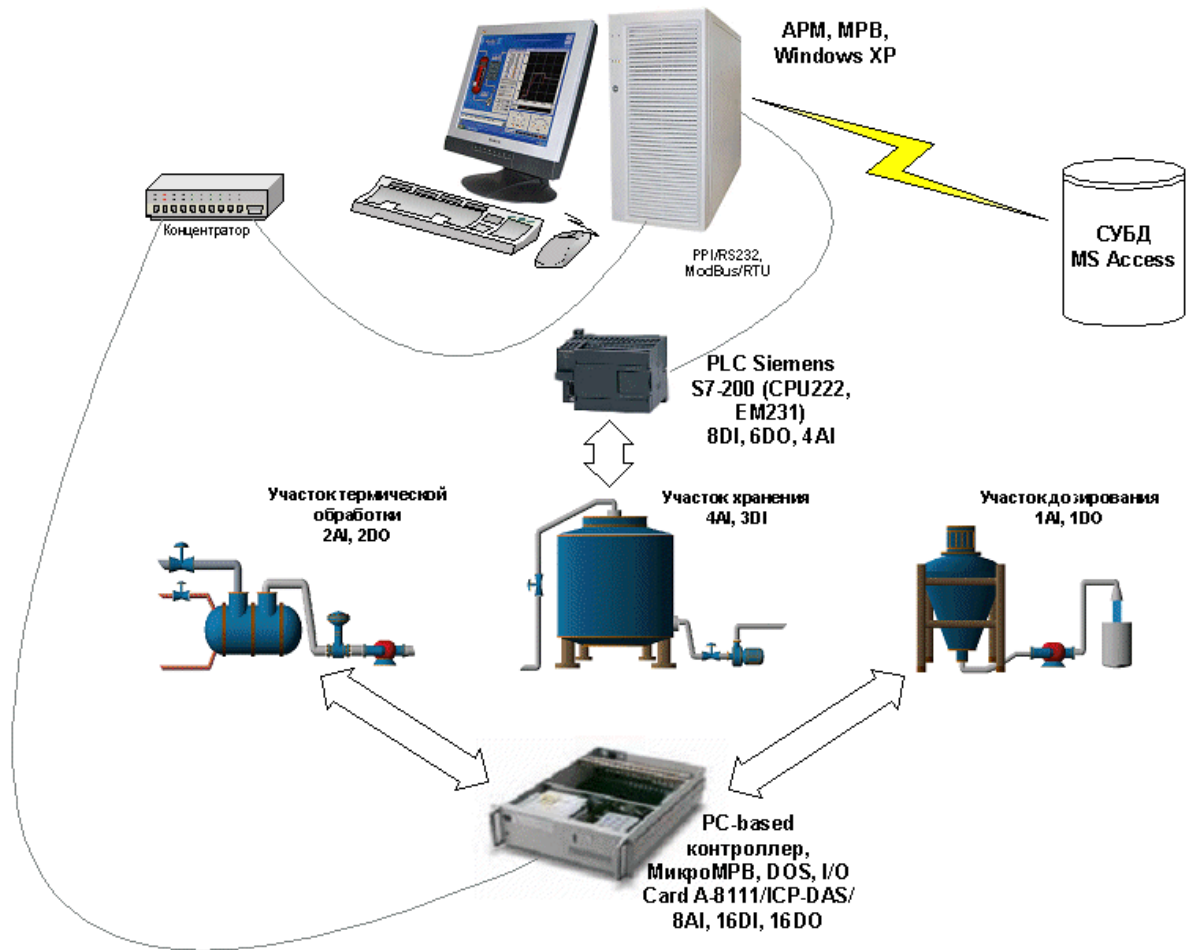 АРМ, МРВ,
Windows XP
Концентратор
PPI/RS232,
ModBus/RTU
СУБД
MS Access
PLC Siemens
S7-200 (CPU222,
EM231)
8DI, 6DO, 4AI
Участок термической
обработки
2AI, 2DO
Участок хранения
4AI, 3DI
Участок дозирования
1AI, 1DO
PC-based
контроллер,
МикроМРВ, DOS, I/O
Card A-8111/ICP-DAS/
8AI, 16DI, 16DO